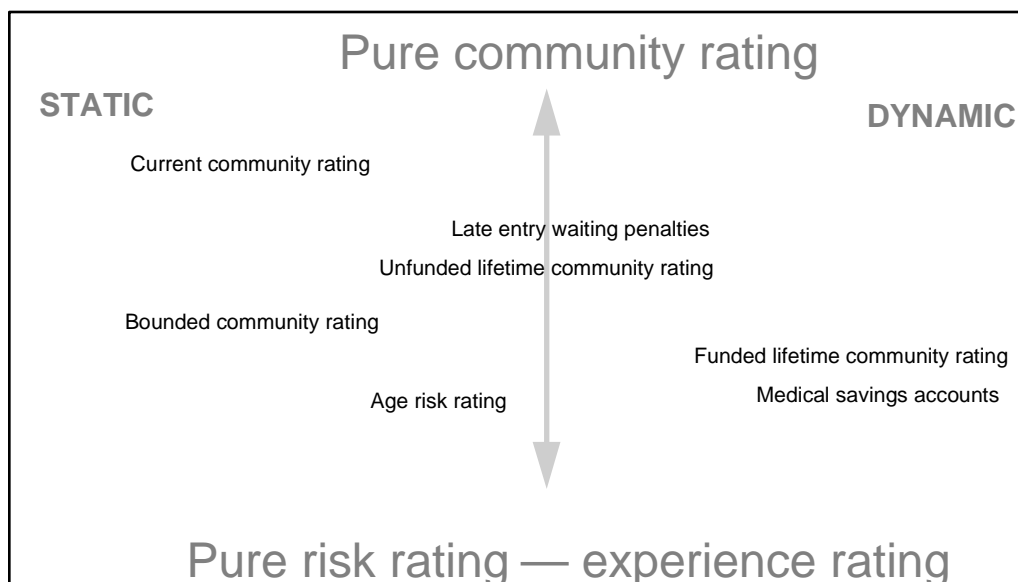 Pure community rating
STATIC
DYNAMIC
Current community rating
Late entry waiting penalties
Unfunded lifetime community rating
Bounded community rating
Funded lifetime community rating
Medical savings accounts
Age risk rating
Pure risk rating — experience rating